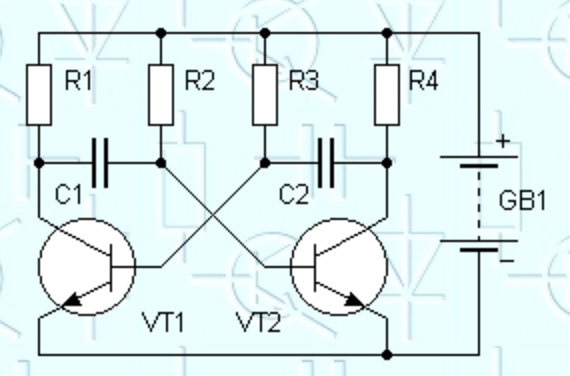 R1 R2 R3 R4
+
C1 C2 GB1
−
VT1 VT2